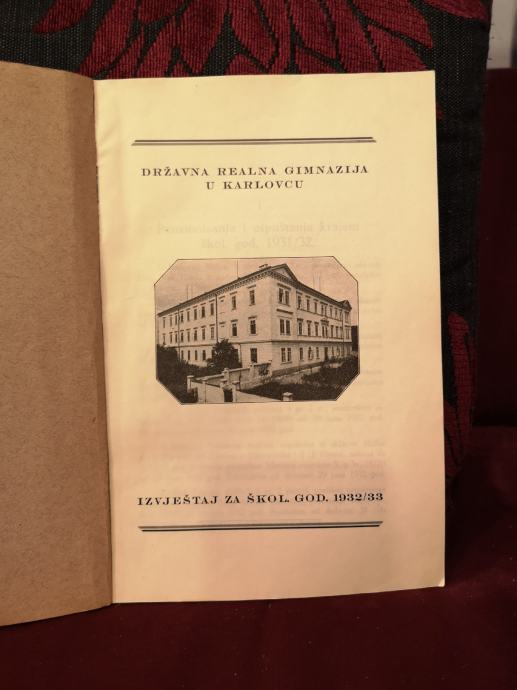 DRŽAVNA REALNA GIMNAZIJA
U KARLOVCU
IZVJEŠTAJ ZA ŠKOL. GOD. 1932/33